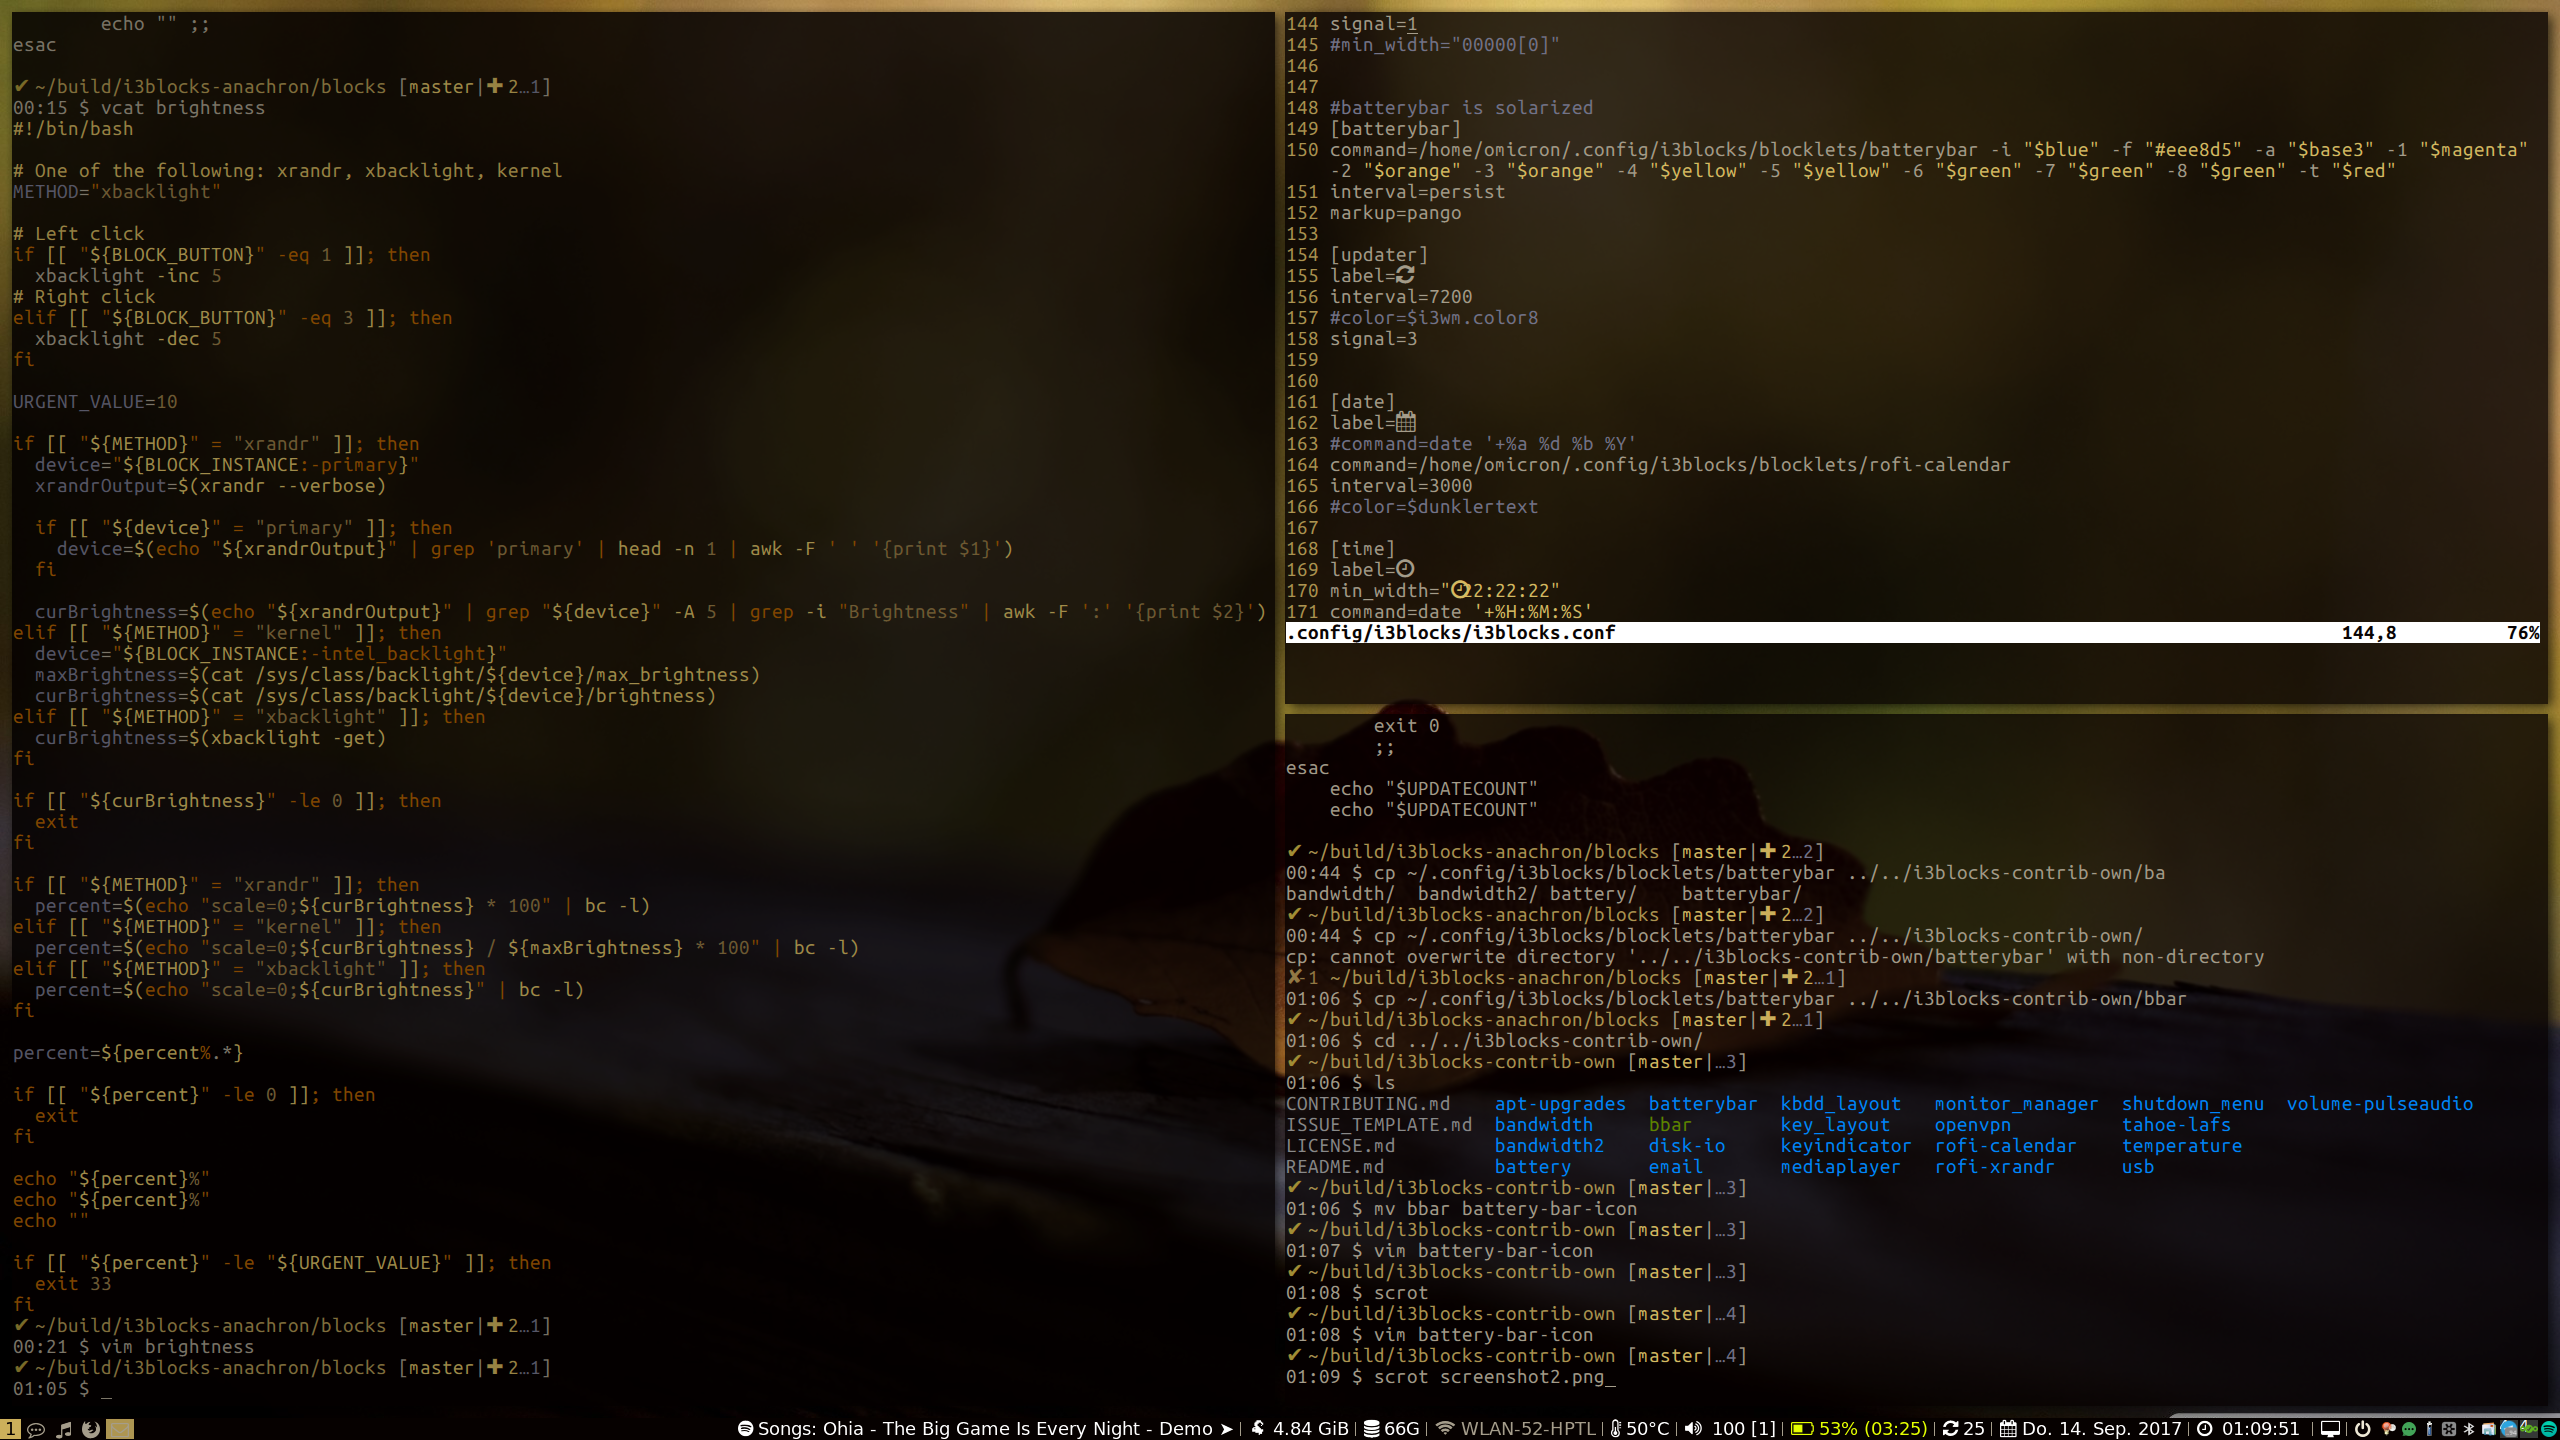 echo "" ;;
esac

✔ ~/build/i3blocks-anachron/blocks [master|✚ 2…1]
00:15 $ vcat brightness
#!/bin/bash

# One of the following: xrandr, xbacklight, kernel
METHOD="xbacklight"

# Left click
if [[ "${BLOCK_BUTTON}" -eq 1 ]]; then
  xbacklight -inc 5
# Right click
elif [[ "${BLOCK_BUTTON}" -eq 3 ]]; then
  xbacklight -dec 5
fi

URGENT_VALUE=10

if [[ "${METHOD}" = "xrandr" ]]; then
  device="${BLOCK_INSTANCE:-primary}"
  xrandrOutput=$(xrandr --verbose)

  if [[ "${device}" = "primary" ]]; then
    device=$(echo "${xrandrOutput}" | grep 'primary' | head -n 1 | awk -F ' ' '{print $1}')
  fi

  curBrightness=$(echo "${xrandrOutput}" | grep "${device}" -A 5 | grep -i "Brightness" | awk -F ':' '{print $2}')
elif [[ "${METHOD}" = "kernel" ]]; then
  device="${BLOCK_INSTANCE:-intel_backlight}"
  maxBrightness=$(cat /sys/class/backlight/${device}/max_brightness)
  curBrightness=$(cat /sys/class/backlight/${device}/brightness)
elif [[ "${METHOD}" = "xbacklight" ]]; then
  curBrightness=$(xbacklight -get)
fi

if [[ "${curBrightness}" -le 0 ]]; then
  exit
fi

if [[ "${METHOD}" = "xrandr" ]]; then
  percent=$(echo "scale=0;${curBrightness} * 100" | bc -l)
elif [[ "${METHOD}" = "kernel" ]]; then
  percent=$(echo "scale=0;${curBrightness} / ${maxBrightness} * 100" | bc -l)
elif [[ "${METHOD}" = "xbacklight" ]]; then
  percent=$(echo "scale=0;${curBrightness}" | bc -l)
fi

percent=${percent%.*}

if [[ "${percent}" -le 0 ]]; then
  exit
fi

echo "${percent}%"
echo "${percent}%"
echo ""

if [[ "${percent}" -le "${URGENT_VALUE}" ]]; then
  exit 33
fi
✔ ~/build/i3blocks-anachron/blocks [master|✚ 2…1]
00:21 $ vim brightness
✔ ~/build/i3blocks-anachron/blocks [master|✚ 2…1]
01:05 $ _
144 signal=1
145 #min_width="00000[0]"
146
147
148 #batterybar is solarized
149 [batterybar]
150 command=/home/omicron/.config/i3blocks/blocklets/batterybar -i "$blue" -f "#eee8d5" -a "$base3" -1 "$magenta"
    -2 "$orange" -3 "$orange" -4 "$yellow" -5 "$yellow" -6 "$green" -7 "$green" -8 "$green" -t "$red"
151 interval=persist
152 markup=pango
153
154 [updater]
155 label=
156 interval=7200
157 #color=$i3wm.color8
158 signal=3
159
160
161 [date]
162 label=
163 #command=date '+%a %d %b %Y'
164 command=/home/omicron/.config/i3blocks/blocklets/rofi-calendar
165 interval=3000
166 #color=$dunklertext
167
168 [time]
169 label=
170 min_width="22:22:22"
171 command=date '+%H:%M:%S'
.config/i3blocks/i3blocks.conf 144,8 76%
        exit 0
        ;;
esac
    echo "$UPDATECOUNT"
    echo "$UPDATECOUNT"

✔ ~/build/i3blocks-anachron/blocks [master|✚ 2…2]
00:44 $ cp ~/.config/i3blocks/blocklets/batterybar ../../i3blocks-contrib-own/ba
bandwidth/  bandwidth2/ battery/    batterybar/
✔ ~/build/i3blocks-anachron/blocks [master|✚ 2…2]
00:44 $ cp ~/.config/i3blocks/blocklets/batterybar ../../i3blocks-contrib-own/
cp: cannot overwrite directory '../../i3blocks-contrib-own/batterybar' with non-directory
✘-1 ~/build/i3blocks-anachron/blocks [master|✚ 2…1]
01:06 $ cp ~/.config/i3blocks/blocklets/batterybar ../../i3blocks-contrib-own/bbar
✔ ~/build/i3blocks-anachron/blocks [master|✚ 2…1]
01:06 $ cd ../../i3blocks-contrib-own/
✔ ~/build/i3blocks-contrib-own [master|…3]
01:06 $ ls
CONTRIBUTING.md    apt-upgrades  batterybar  kbdd_layout   monitor_manager  shutdown_menu  volume-pulseaudio
ISSUE_TEMPLATE.md  bandwidth     bbar        key_layout    openvpn          tahoe-lafs
LICENSE.md         bandwidth2    disk-io     keyindicator  rofi-calendar    temperature
README.md          battery       email       mediaplayer   rofi-xrandr      usb
✔ ~/build/i3blocks-contrib-own [master|…3]
01:06 $ mv bbar battery-bar-icon
✔ ~/build/i3blocks-contrib-own [master|…3]
01:07 $ vim battery-bar-icon
✔ ~/build/i3blocks-contrib-own [master|…3]
01:08 $ scrot
✔ ~/build/i3blocks-contrib-own [master|…4]
01:08 $ vim battery-bar-icon
✔ ~/build/i3blocks-contrib-own [master|…4]
01:09 $ scrot screenshot2.png_
1 Songs: Ohia - The Big Game Is Every Night - Demo ➤ | 4.84 GiB | 66G | WLAN-52-HPTL | 50°C | 100 [1] | 53% (03:25) | 25 | Do. 14. Sep. 2017 | 01:09:51